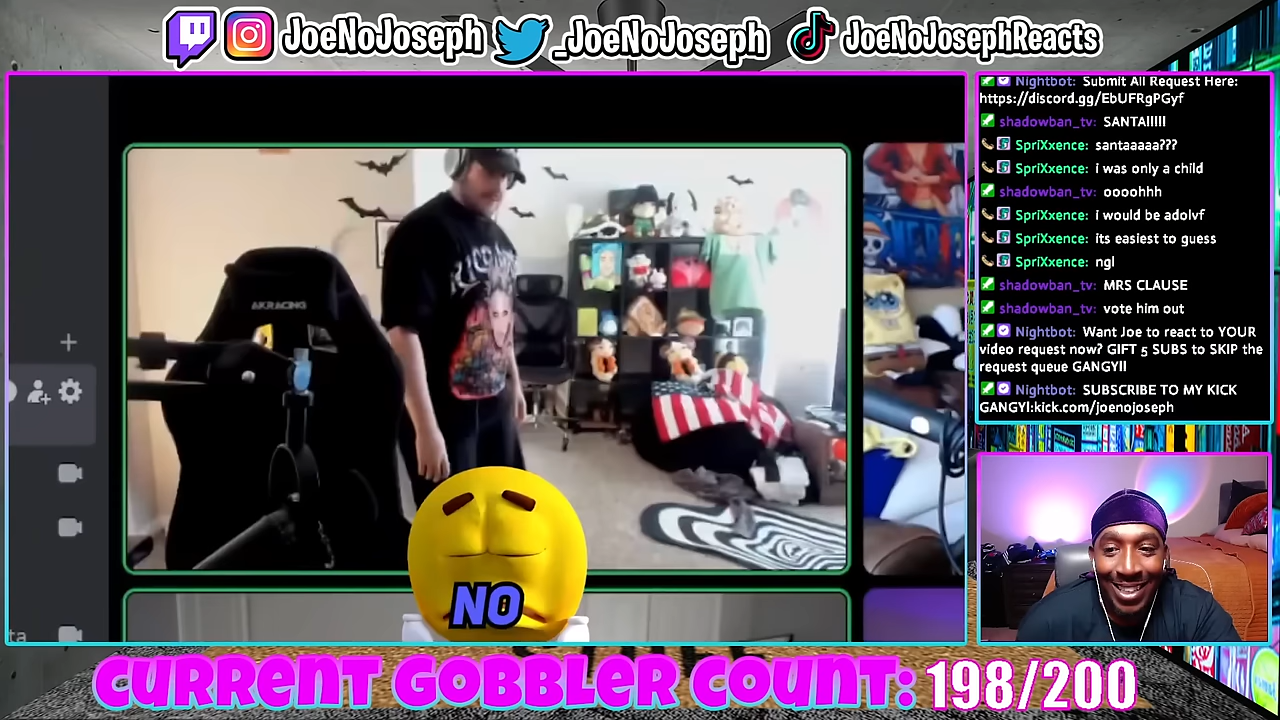 JoeNoJoseph
_JoeNoJoseph
JoeNoJosephReacts
AKRACING
NO
ta
Nightbot: Submit All Request Here:
https://discord.gg/EbUFRgPGyf
shadowban_tv: SANTAIIIII
SpriXxence: santaaaaa???
SpriXxence: i was only a child
shadowban_tv: oooohhh
SpriXxence: i would be adolvf
SpriXxence: its easiest to guess
SpriXxence: ngl
shadowban_tv: MRS CLAUSE
shadowban_tv: vote him out
Nightbot: Want Joe to react to YOUR
video request now? GIFT 5 SUBS to SKIP the
request queue GANGY!!
Nightbot: SUBSCRIBE TO MY KICK
GANGY!:kick.com/joenojoseph
CURRENT GOBBLER COUNT: 198/200